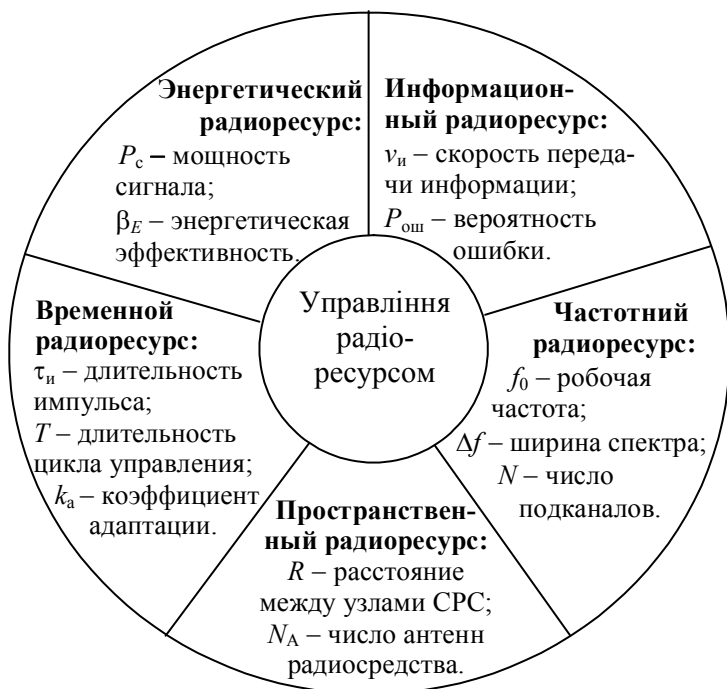 Энергетический
радиоресурс:
Pс – мощность
сигнала;
βE – энергетическая
эффективность.
Информацион-
ный радиоресурс:
vи – скорость переда-
чи информации;
Pош – вероятность
ошибки.
Временной
радиоресурс:
τи – длительность
импульса;
T – длительность
цикла управления;
kа – коэффициент
адаптации.
Управління
радіо-
ресурсом
Частотний
радиоресурс:
f0 – робочая
частота;
Δf – ширина спектра;
N – число
подканалов.
Пространствен-
ный радиоресурс:
R – расстояние
между узлами СРС;
NА – число антенн
радиосредства.